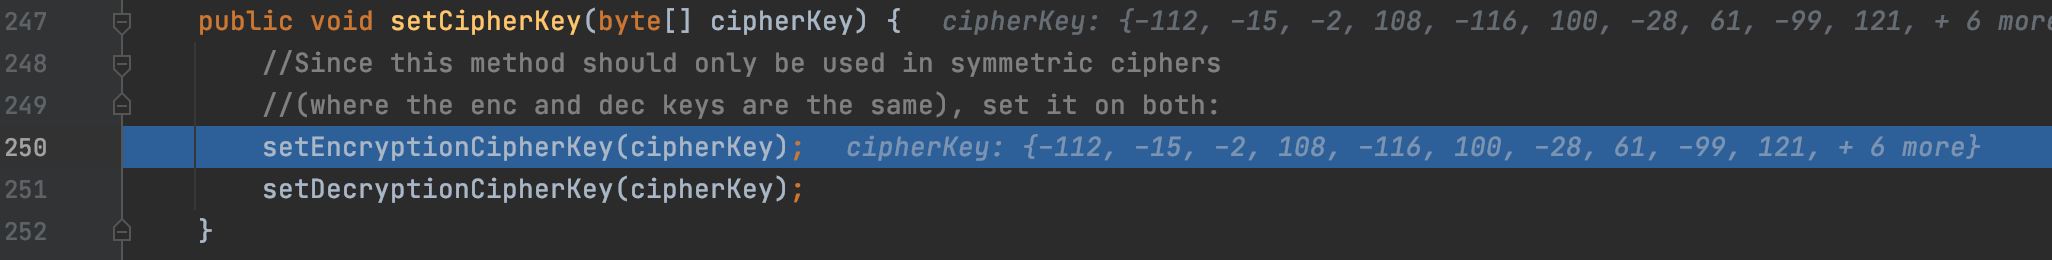 247 public void setCipherKey(byte[] cipherKey) { cipherKey: {-112, -15, -2, 108, -116, 100, -28, 61, -99, 121, + 6 more
248 //Since this method should only be used in symmetric ciphers
249 //(where the enc and dec keys are the same), set it on both:
250 setEncryptionCipherKey(cipherKey); cipherKey: {-112, -15, -2, 108, -116, 100, -28, 61, -99, 121, + 6 more}
251 setDecryptionCipherKey(cipherKey);
252 }